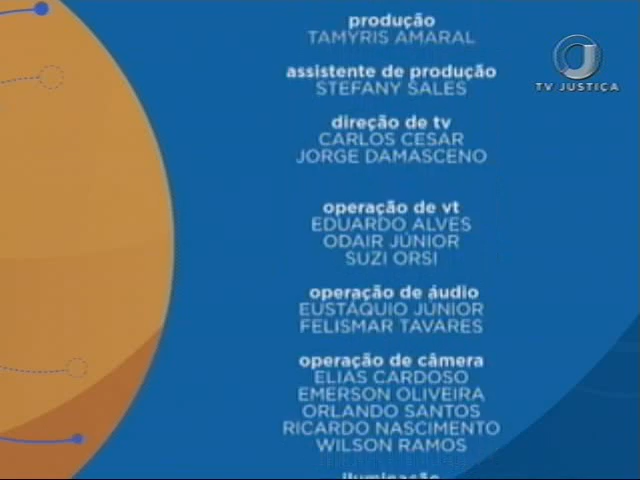 produção
TAMYRIS AMARAL
assistente de produção
STEFANY SALES
direção de tv
CARLOS CESAR
JORGE DAMASCENO
operação de vt
EDUARDO ALVES
ODAIR JÚNIOR
SUZI ORSI
operação de áudio
EUSTÁQUIO JÚNIOR
FELISMAR TAVARES
operação de câmera
ELIAS CARDOSO
EMERSON OLIVEIRA
ORLANDO SANTOS
RICARDO NASCIMENTO
WILSON RAMOS
iluminação
TV JUSTIÇA